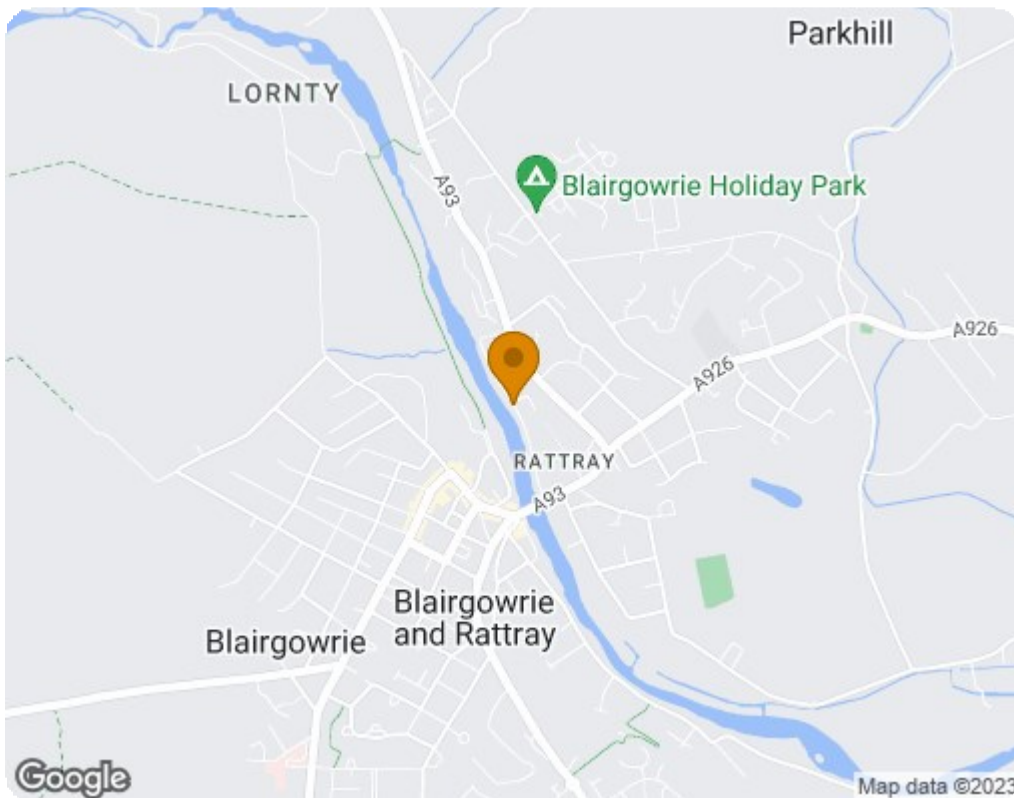 Parkhill
LORNTY
A93
Blairgowrie Holiday Park
A926
A926
RATTRAY
A93
Blairgowrie
and Rattray
Blairgowrie
Google
Map data ©2023